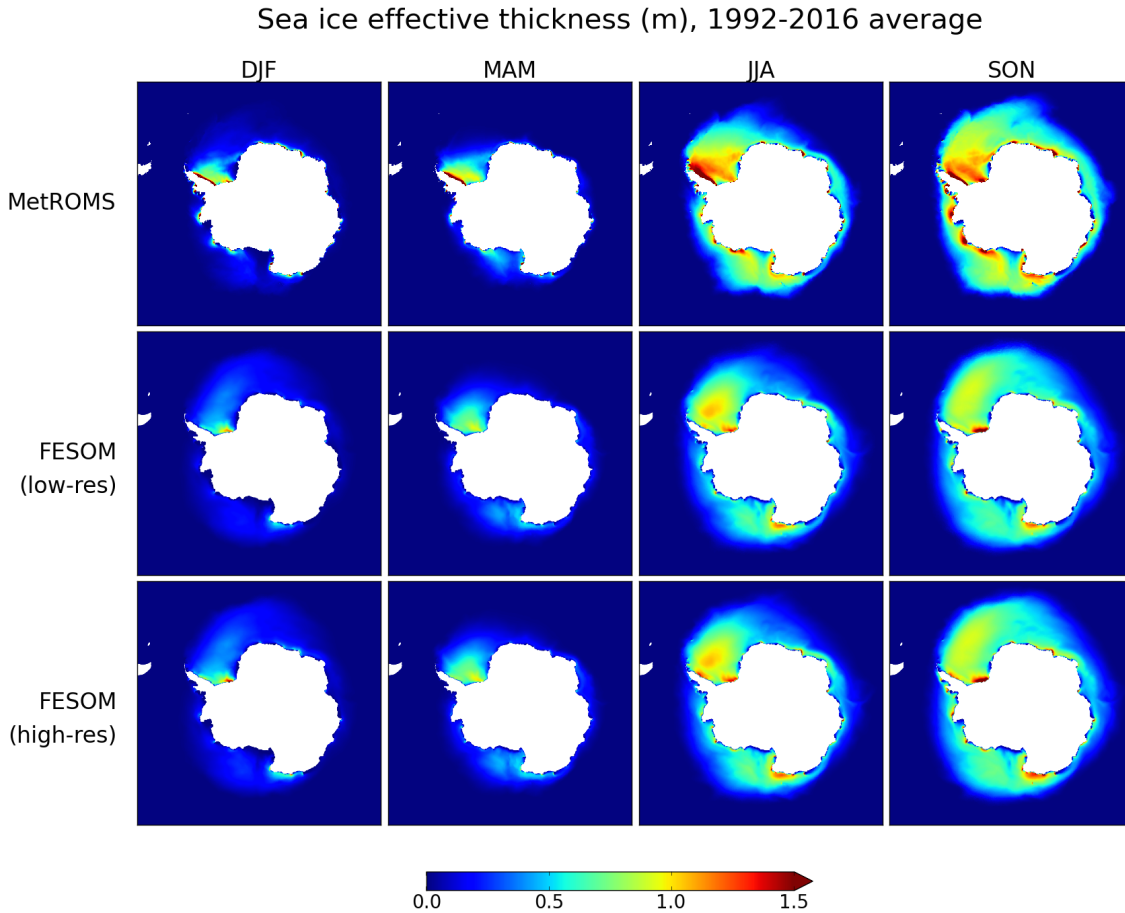 Sea ice effective thickness (m), 1992-2016 average
DJF MAM JJA SON
MetROMS
FESOM
(low-res)
FESOM
(high-res)
0.0 0.5 1.0 1.5